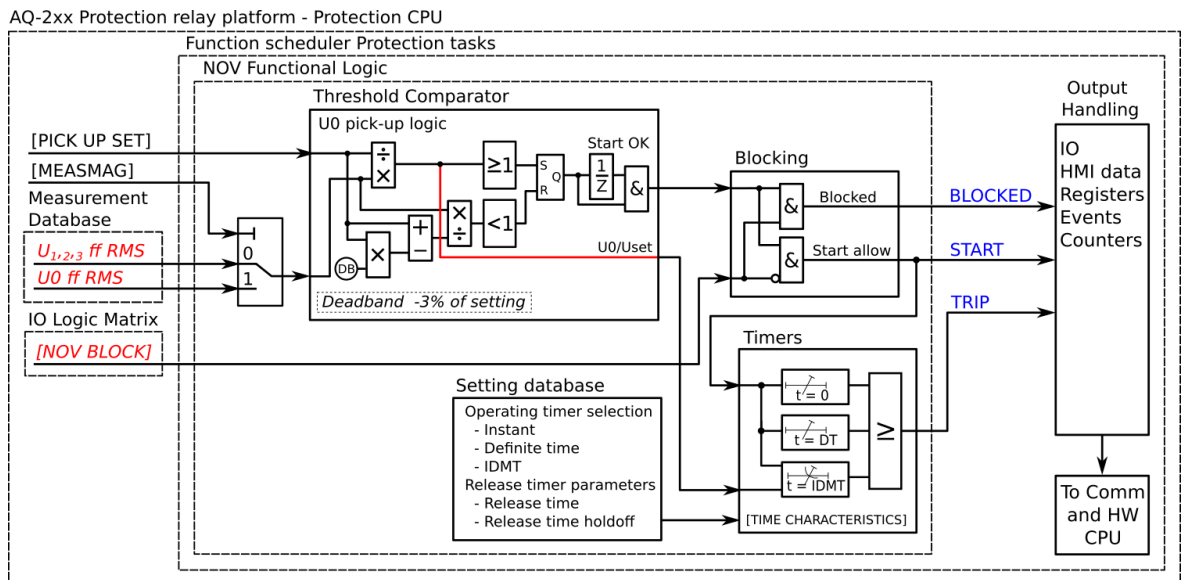 AQ-2xx Protection relay platform - Protection CPU
Function scheduler Protection tasks
NOV Functional Logic
Threshold Comparator
U0 pick-up logic
[PICK UP SET]
[MEASMAG]
Measurement
Database
U1,2,3 ff RMS
U0 ff RMS
0
1
IO Logic Matrix
[NOV BLOCK]
÷
×
≥1
S
Q
R
Start OK
1
Z
&
×
÷
<1
+
−
×
DB
U0/Uset
Deadband -3% of setting
Blocking
&
Blocked
&
Start allow
BLOCKED
START
TRIP
Timers
t = 0
t = DT
t = IDMT
≥
[TIME CHARACTERISTICS]
Setting database
Operating timer selection
- Instant
- Definite time
- IDMT
Release timer parameters
- Release time
- Release time holdoff
Output
Handling
IO
HMI data
Registers
Events
Counters
To Comm
and HW
CPU